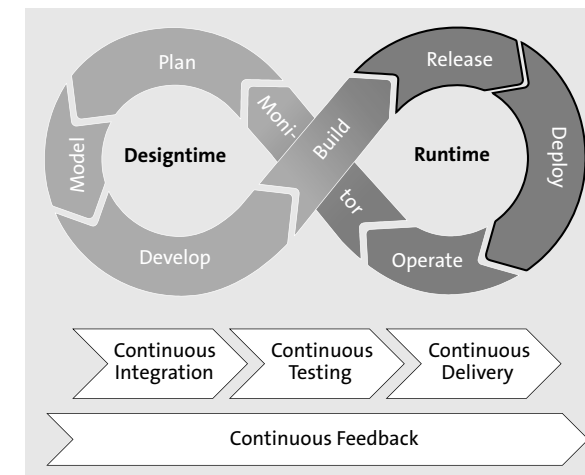 Plan
Release
Moni-
Build
Model
Designtime
Runtime
Deploy
tor
Develop
Operate
Continuous
Integration
Continuous
Testing
Continuous
Delivery
Continuous Feedback